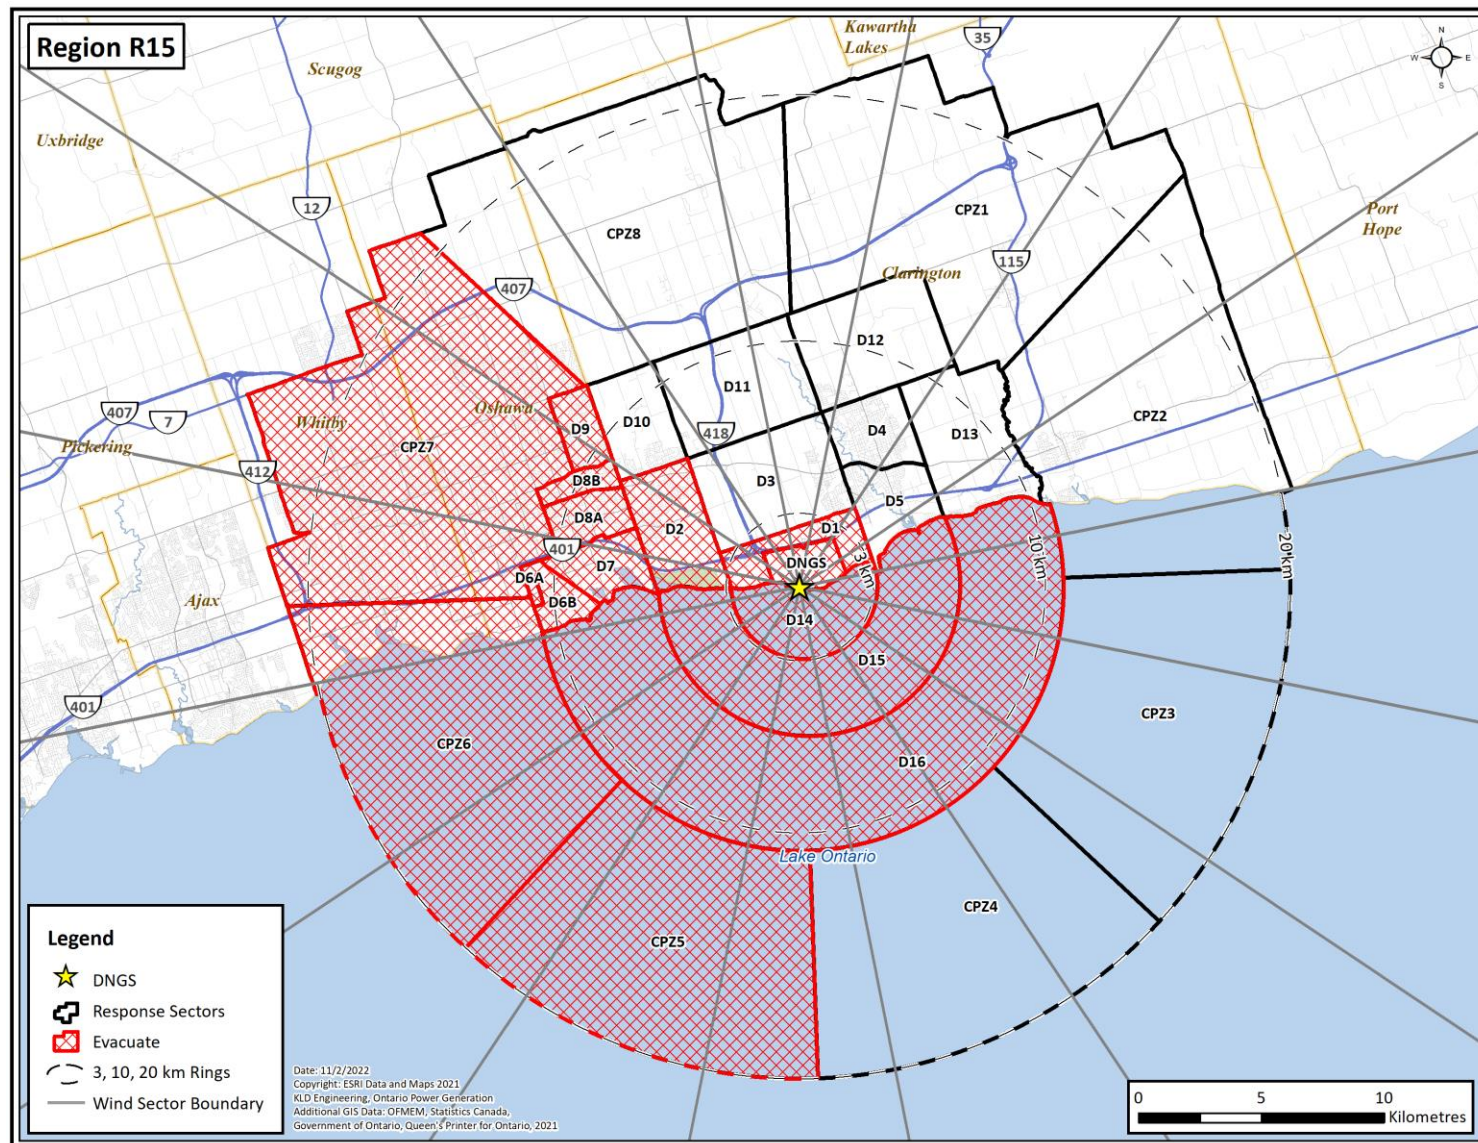 Region R15
Kawartha
Lakes
35
N
W
E
S
Scugog
Uxbridge
12
CPZ8
CPZ1
Port
Hope
407
115
Clarington
D12
407
7
Pickering
Whitby
Oshawa
CPZ7
D9
D10
D11
418
D4
D13
CPZ2
412
D8B
D3
D8A
D5
D2
D1
401
D7
DNGS
3 km
10 km
20 km
D6A
D6B
Ajax
D14
D15
401
CPZ6
CPZ3
D16
Lake Ontario
CPZ4
CPZ5
Legend
DNGS
Response Sectors
Evacuate
3, 10, 20 km Rings
Wind Sector Boundary
Date: 11/2/2022
Copyright: ESRI Data and Maps 2021
KLD Engineering, Ontario Power Generation
Additional GIS Data: OFMEM, Statistics Canada,
Government of Ontario, Queen's Printer for Ontario, 2021
0 5 10
Kilometres